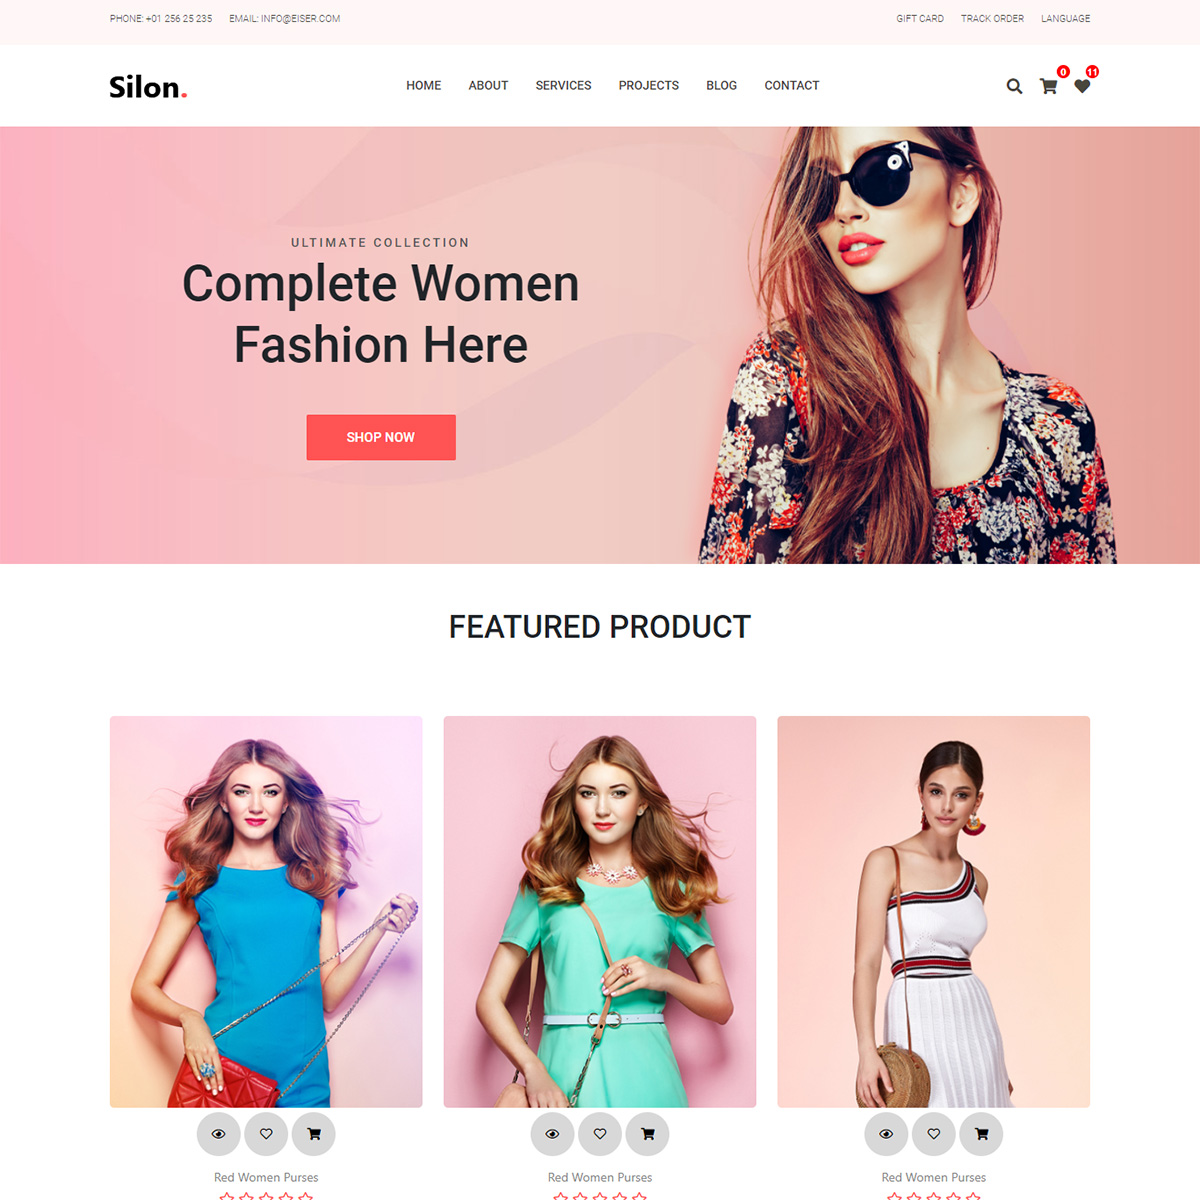 PHONE: +01 256 25 235 EMAIL: INFO@EISER.COM GIFT CARD TRACK ORDER LANGUAGE
Silon. HOME ABOUT SERVICES PROJECTS BLOG CONTACT 0 11
ULTIMATE COLLECTION
Complete Women
Fashion Here
SHOP NOW
FEATURED PRODUCT
Red Women Purses Red Women Purses Red Women Purses